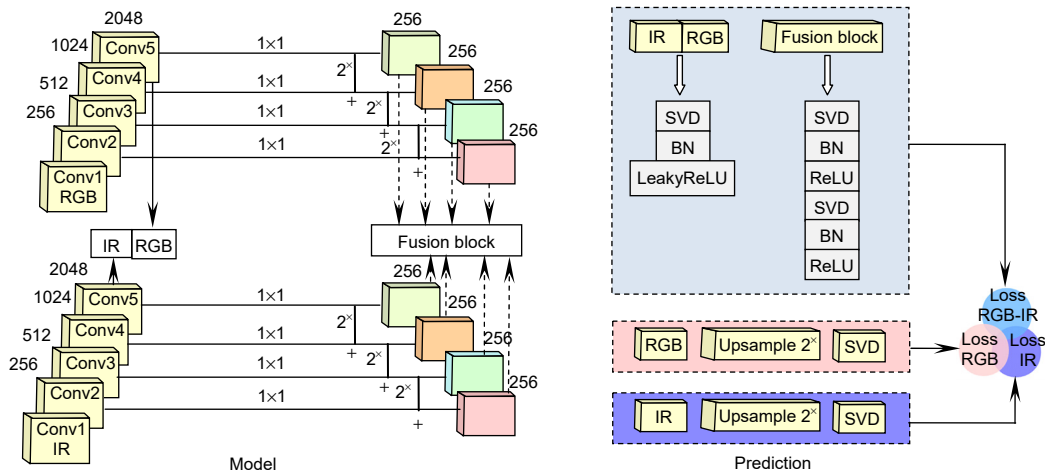 2048
1024
Conv5
1×1
256
512
Conv4
1×1
2×
+
256
256
Conv3
1×1
2×
+
256
Conv2
1×1
2×
+
256
Conv1
RGB
IR
RGB
Fusion block
2048
1024
Conv5
1×1
256
512
Conv4
1×1
2×
+
256
256
Conv3
1×1
2×
+
256
Conv2
1×1
2×
+
256
Conv1
IR
Model
IR
RGB
Fusion block
SVD
BN
LeakyReLU
SVD
BN
ReLU
SVD
BN
ReLU
RGB
Upsample 2×
SVD
IR
Upsample 2×
SVD
Loss
RGB-IR
Loss
RGB
Loss
IR
Prediction